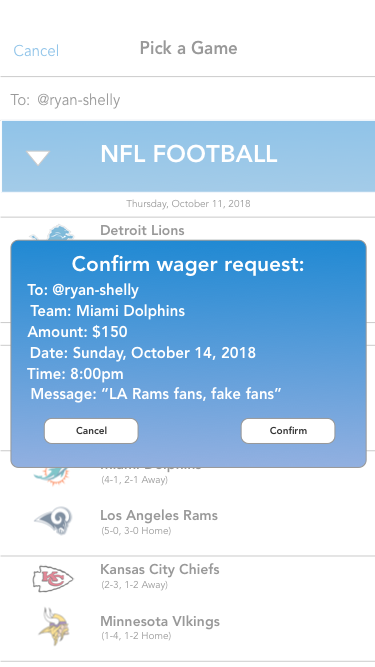 Cancel
Pick a Game
To: @ryan-shelly
NFL FOOTBALL
Thursday, October 11, 2018
Detroit Lions
Confirm wager request:
To: @ryan-shelly
Team: Miami Dolphins
Amount: $150
Date: Sunday, October 14, 2018
Time: 8:00pm
Message: “LA Rams fans, fake fans”
Cancel
Confirm
Miami Dolphins
(4-1, 2-1 Away)
Los Angeles Rams
(5-0, 3-0 Home)
Kansas City Chiefs
(2-3, 1-2 Away)
Minnesota VIkings
(1-4, 1-2 Home)